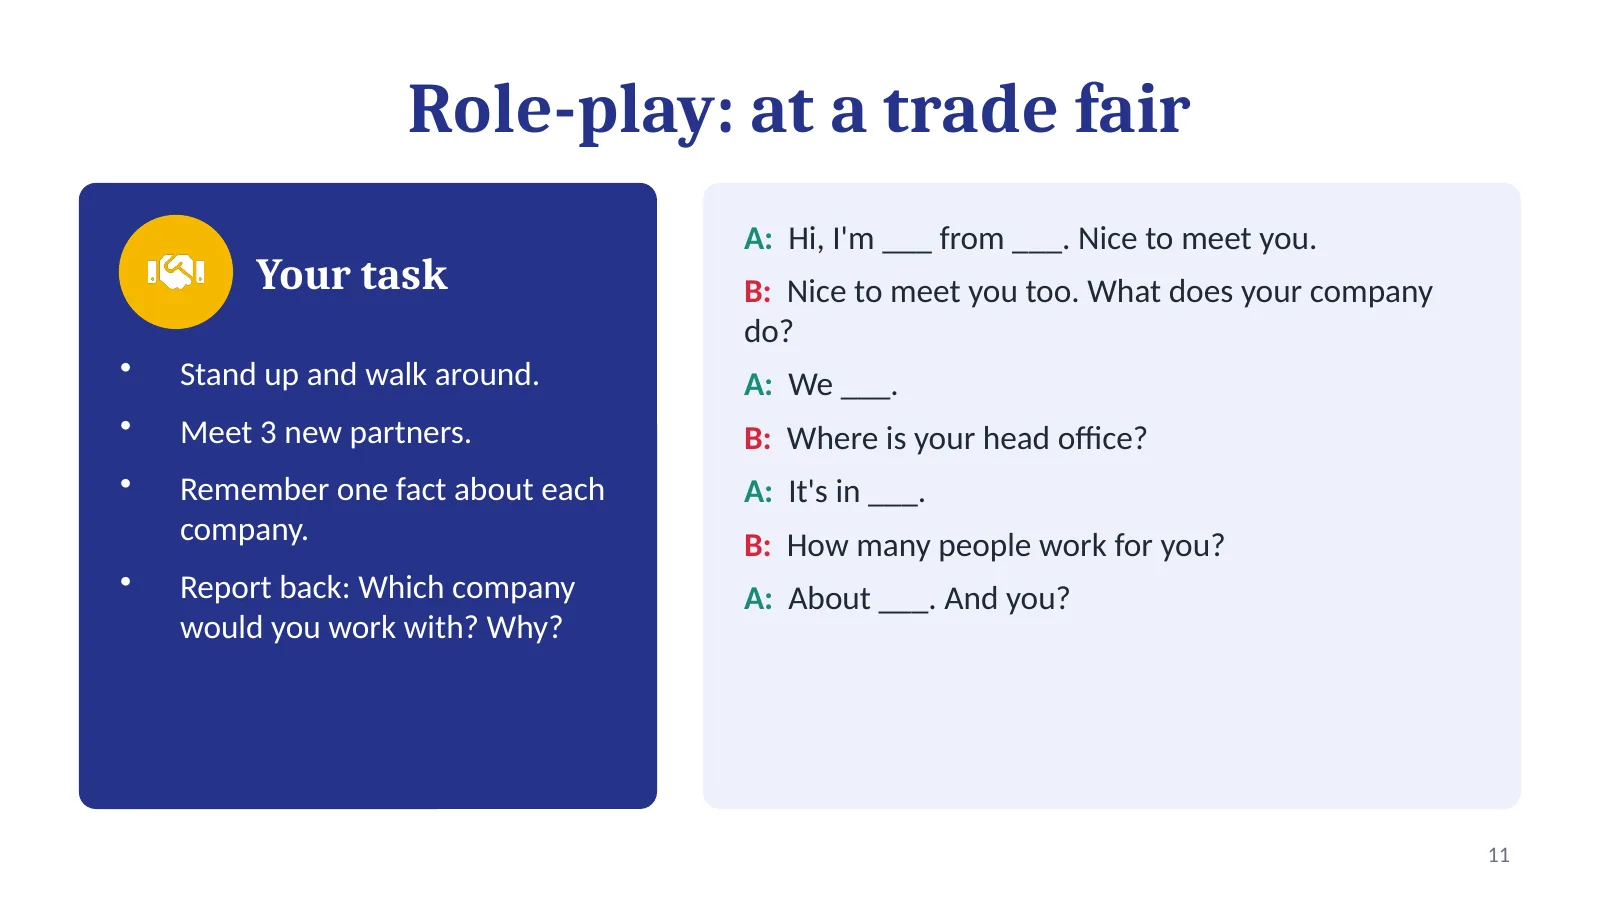 Role-play: at a trade fair
Your task
• Stand up and walk around.
• Meet 3 new partners.
• Remember one fact about each
company.
• Report back: Which company
would you work with? Why?
A: Hi, I'm ___ from ___. Nice to meet you.
B: Nice to meet you too. What does your company
do?
A: We ___.
B: Where is your head office?
A: It's in ___.
B: How many people work for you?
A: About ___. And you?
11